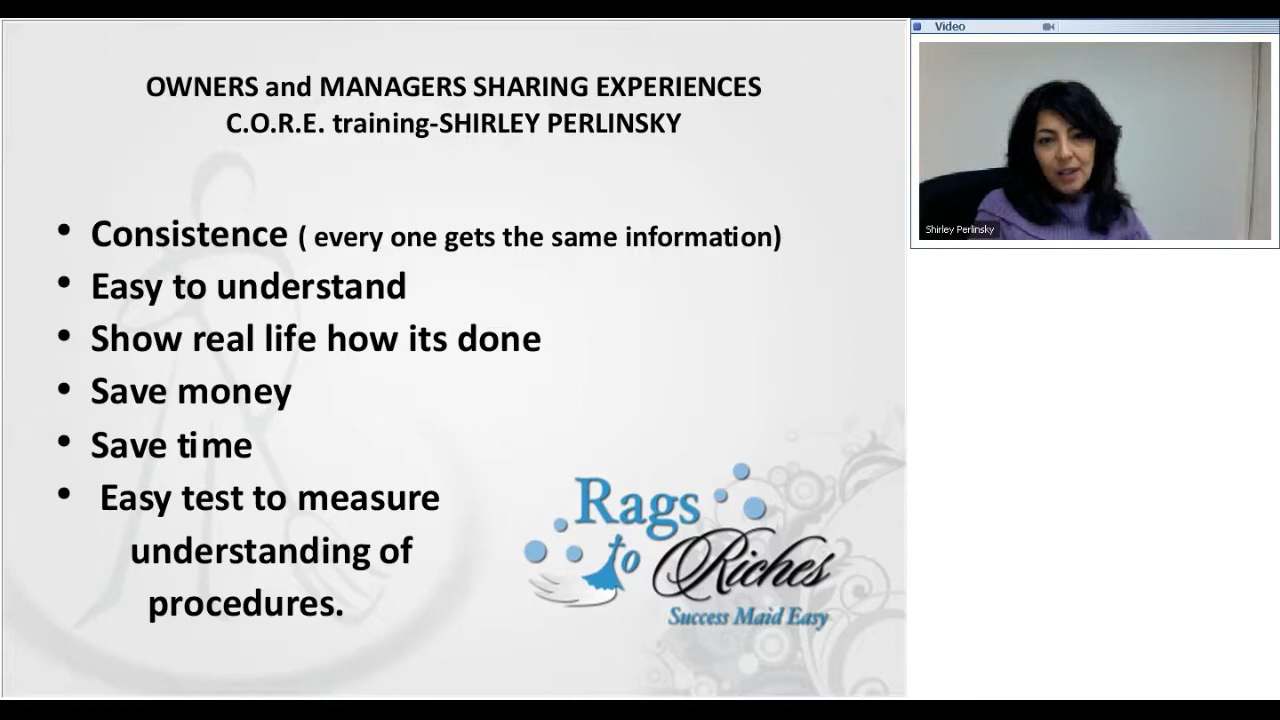 OWNERS and MANAGERS SHARING EXPERIENCES
C.O.R.E. training-SHIRLEY PERLINSKY
• Consistence ( every one gets the same information)
• Easy to understand
• Show real life how its done
• Save money
• Save time
• Easy test to measure
understanding of
procedures.
Rags
to Riches
Success Maid Easy
Video
Shirley Perlinsky